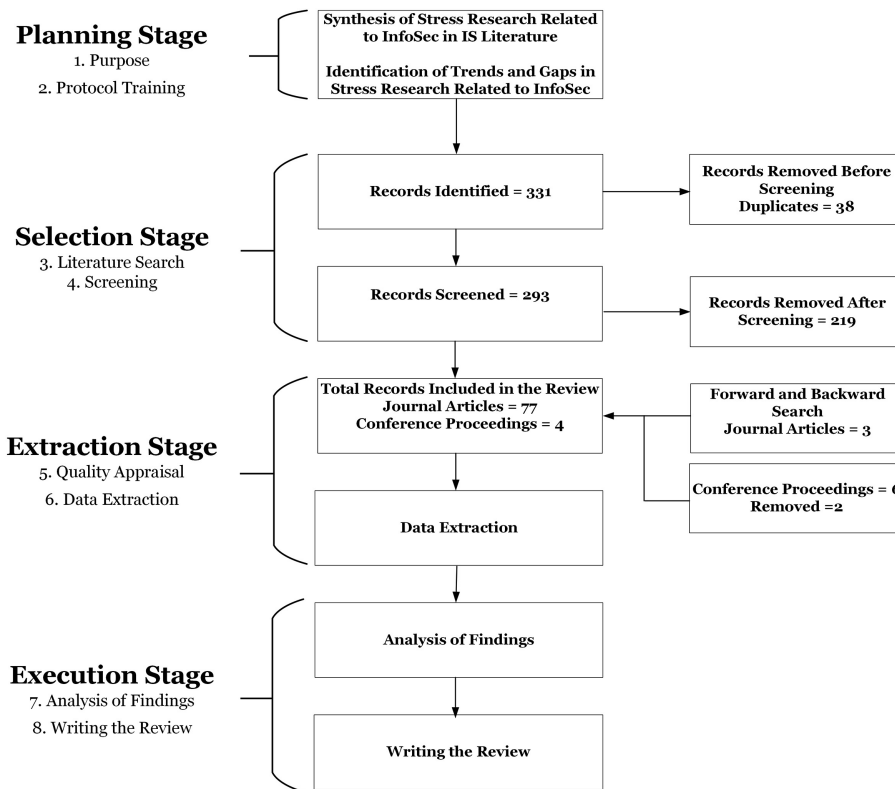 Planning Stage
1. Purpose
2. Protocol Training
Synthesis of Stress Research Related
to InfoSec in IS Literature
Identification of Trends and Gaps in
Stress Research Related to InfoSec
Selection Stage
3. Literature Search
4. Screening
Records Identified = 331
Records Removed Before
Screening
Duplicates = 38
Records Screened = 293
Records Removed After
Screening = 219
Extraction Stage
5. Quality Appraisal
6. Data Extraction
Total Records Included in the Review
Journal Articles = 77
Conference Proceedings = 4
Forward and Backward
Search
Journal Articles = 3
Conference Proceedings =
Removed =2
Data Extraction
Execution Stage
7. Analysis of Findings
8. Writing the Review
Analysis of Findings
Writing the Review